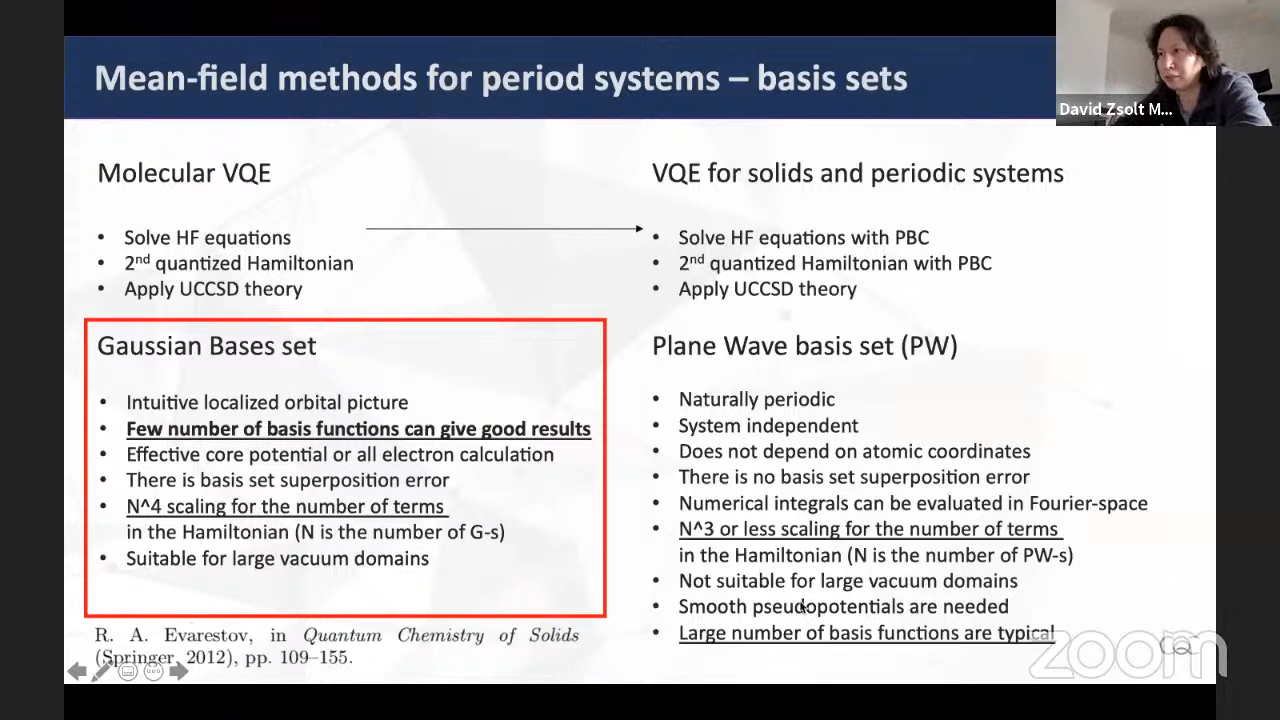 Mean-field methods for period systems – basis sets
David Zsolt M...
Molecular VQE
• Solve HF equations
• 2nd quantized Hamiltonian
• Apply UCCSD theory
VQE for solids and periodic systems
• Solve HF equations with PBC
• 2nd quantized Hamiltonian with PBC
• Apply UCCSD theory
Gaussian Bases set
• Intuitive localized orbital picture
• Few number of basis functions can give good results
• Effective core potential or all electron calculation
• There is basis set superposition error
• N^4 scaling for the number of terms
in the Hamiltonian (N is the number of G-s)
• Suitable for large vacuum domains
Plane Wave basis set (PW)
• Naturally periodic
• System independent
• Does not depend on atomic coordinates
• There is no basis set superposition error
• Numerical integrals can be evaluated in Fourier-space
• N^3 or less scaling for the number of terms
in the Hamiltonian (N is the number of PW-s)
• Not suitable for large vacuum domains
• Smooth pseudopotentials are needed
• Large number of basis functions are typical
R. A. Evarestov, in Quantum Chemistry of Solids
(Springer, 2012), pp. 109–155.
CQC
zoom